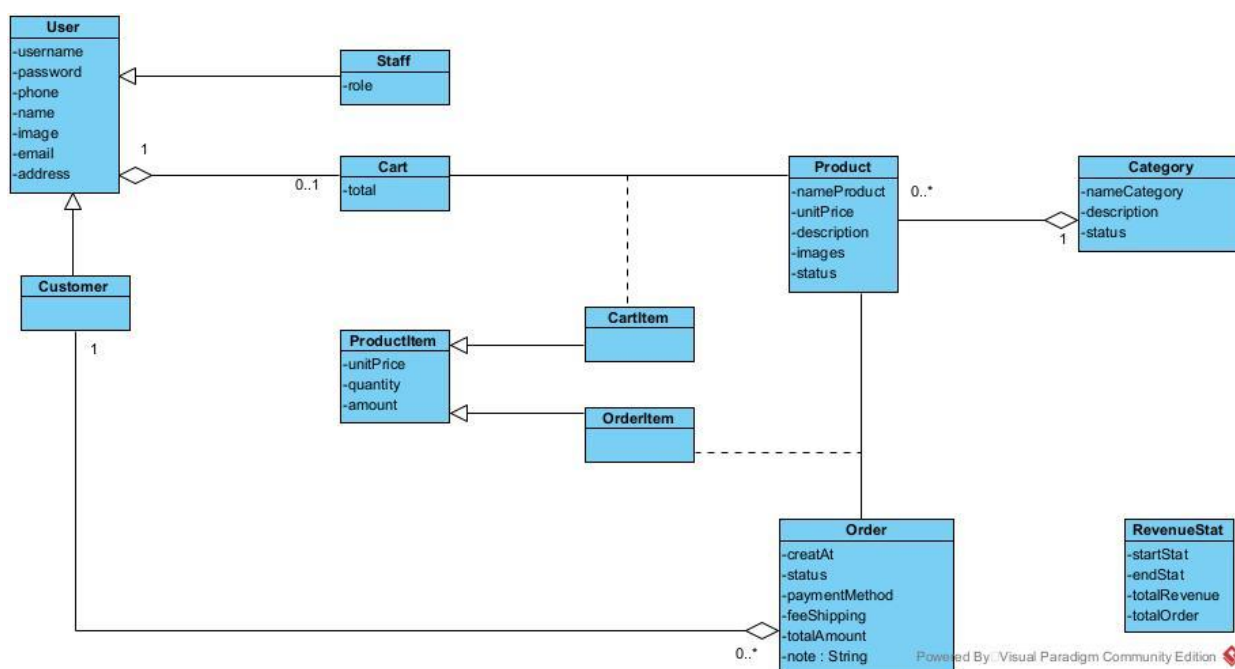 User
-username
-password
-phone
-name
-image
-email
-address
Staff
-role
1
0..1
Cart
-total
Product
-nameProduct
-unitPrice
-description
-images
-status
0..*
1
Category
-nameCategory
-description
-status
Customer
1
ProductItem
-unitPrice
-quantity
-amount
CartItem
OrderItem
Order
-creatAt
-status
-paymentMethod
-feeShipping
-totalAmount
-note : String
0..*
RevenueStat
-startStat
-endStat
-totalRevenue
-totalOrder
Powered By Visual Paradigm Community Edition